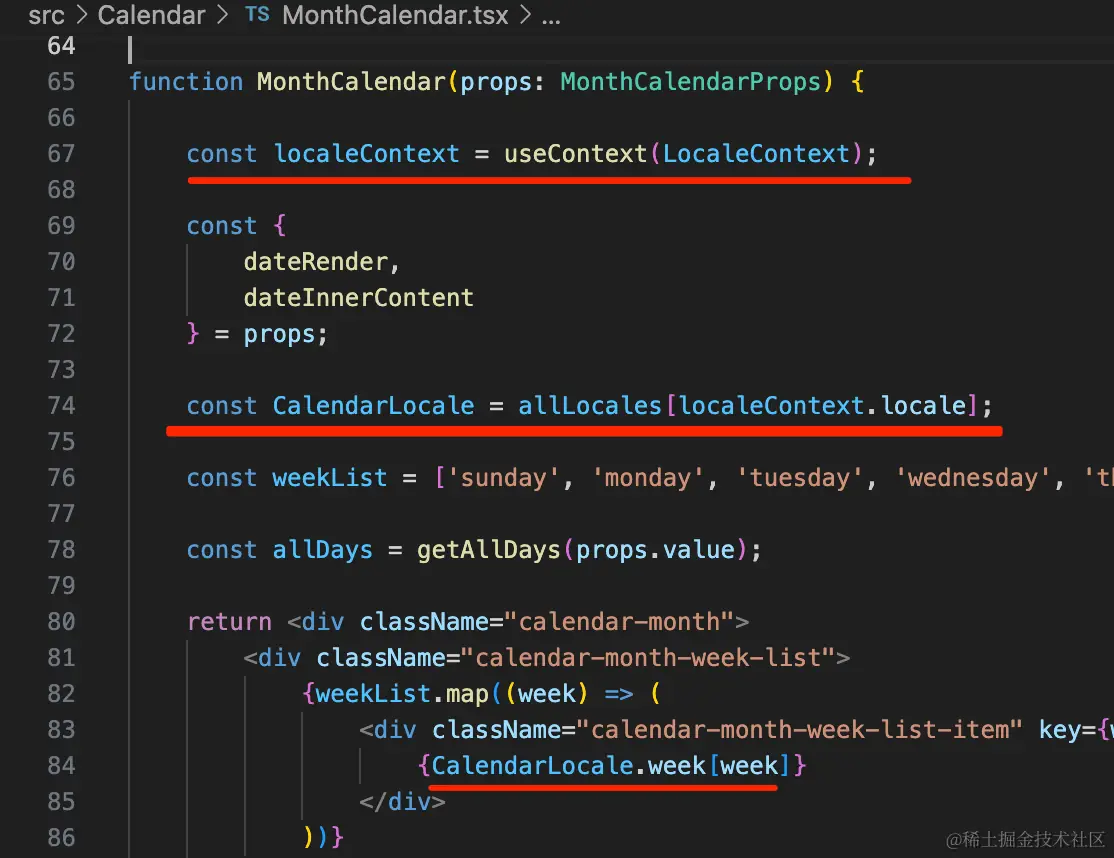 src > Calendar > TS MonthCalendar.tsx > ...
64
65 function MonthCalendar(props: MonthCalendarProps) {
66
67     const localeContext = useContext(LocaleContext);
68
69     const {
70         dateRender,
71         dateInnerContent
72     } = props;
73
74     const CalendarLocale = allLocales[localeContext.locale];
75
76     const weekList = ['sunday', 'monday', 'tuesday', 'wednesday', 'th
77
78     const allDays = getAllDays(props.value);
79
80     return <div className="calendar-month">
81         <div className="calendar-month-week-list">
82             {weekList.map((week) => (
83                 <div className="calendar-month-week-list-item" key={w
84                     {CalendarLocale.week[week]}
85                 </div>
86             ))}
@稀土掘金技术社区